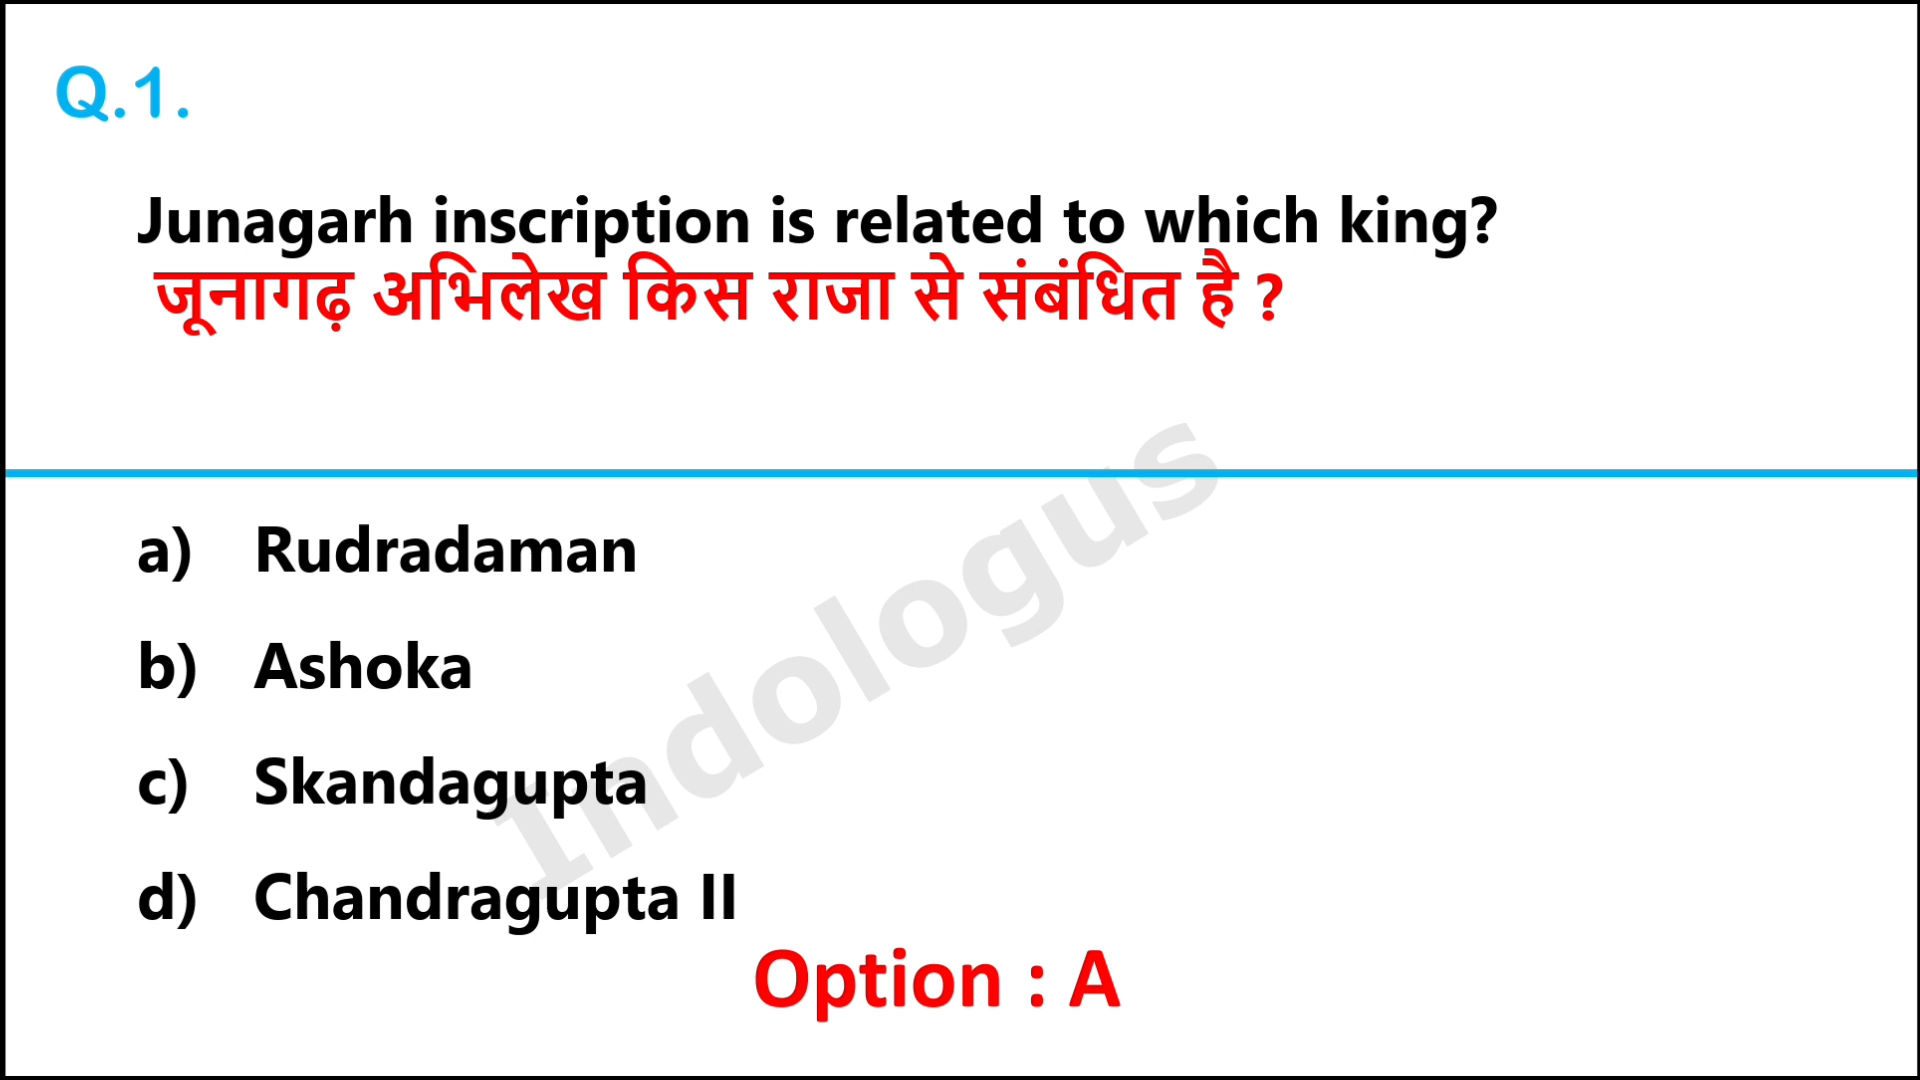 Q.1.
Junagarh inscription is related to which king?
जूनागढ़ अभिलेख किस राजा से संबंधित है ?
a) Rudradaman
b) Ashoka
c) Skandagupta
d) Chandragupta II
Option : A
Indologus